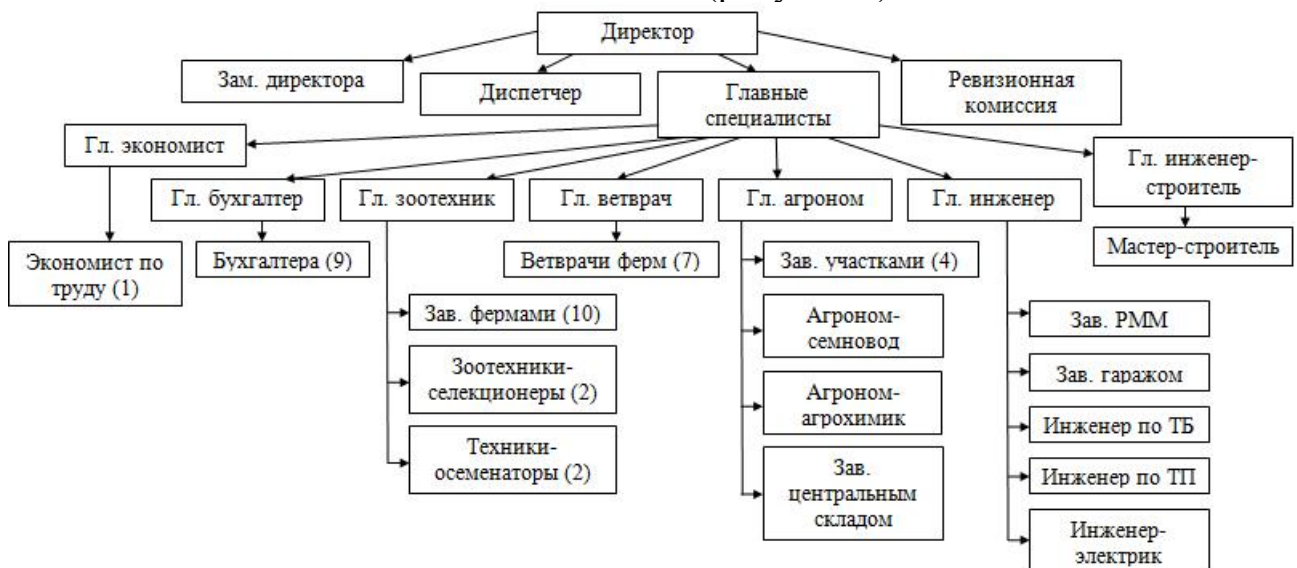 Директор
Зам. директора
Диспетчер
Главные
специалисты
Ревизионная
комиссия
Гл. экономист
Гл. бухгалтер
Гл. зоотехник
Гл. ветврач
Гл. агроном
Гл. инженер
Гл. инженер-
строитель
Экономист по
труду (1)
Бухгалтера (9)
Ветврачи ферм (7)
Зав. участками (4)
Мастер-строитель
Зав. фермами (10)
Зоотехники-
селекционеры (2)
Техники-
осеменаторы (2)
Агроном-
семновод
Агроном-
агрохимик
Зав.
центральным
складом
Зав. РММ
Зав. гаражом
Инженер по ТБ
Инженер по ТП
Инженер-
электрик